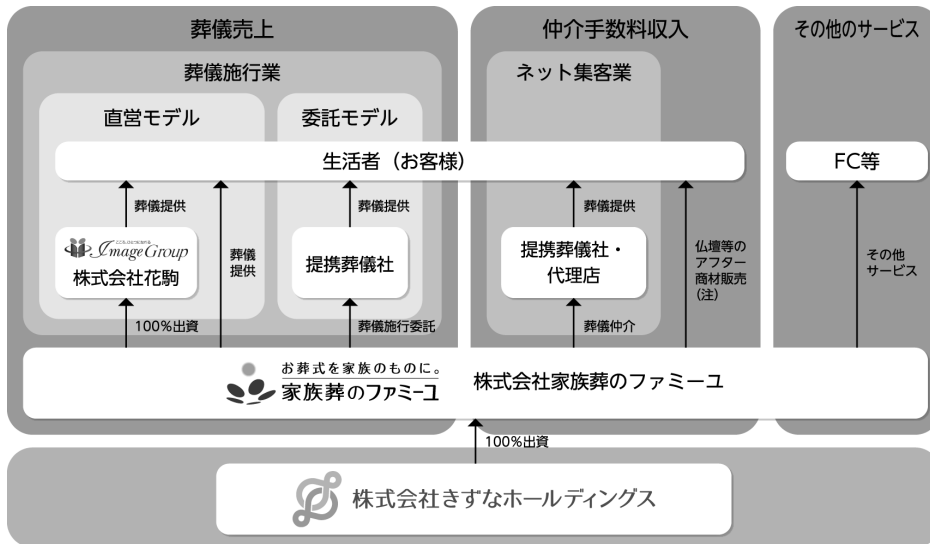 葬儀売上
仲介手数料収入
その他のサービス
葬儀施行業
ネット集客業
直営モデル
委託モデル
生活者（お客様）
FC等
葬儀提供
葬儀提供
葬儀提供
ImageGroup
株式会社花駒
葬儀
提供
提携葬儀社
提携葬儀社・
代理店
仏壇等の
アフター
商材販売
（注）
その他
サービス
100%出資
葬儀施行委託
葬儀仲介
お葬式を家族のものに。
家族葬のファミーユ
株式会社家族葬のファミーユ
100%出資
株式会社きずなホールディングス